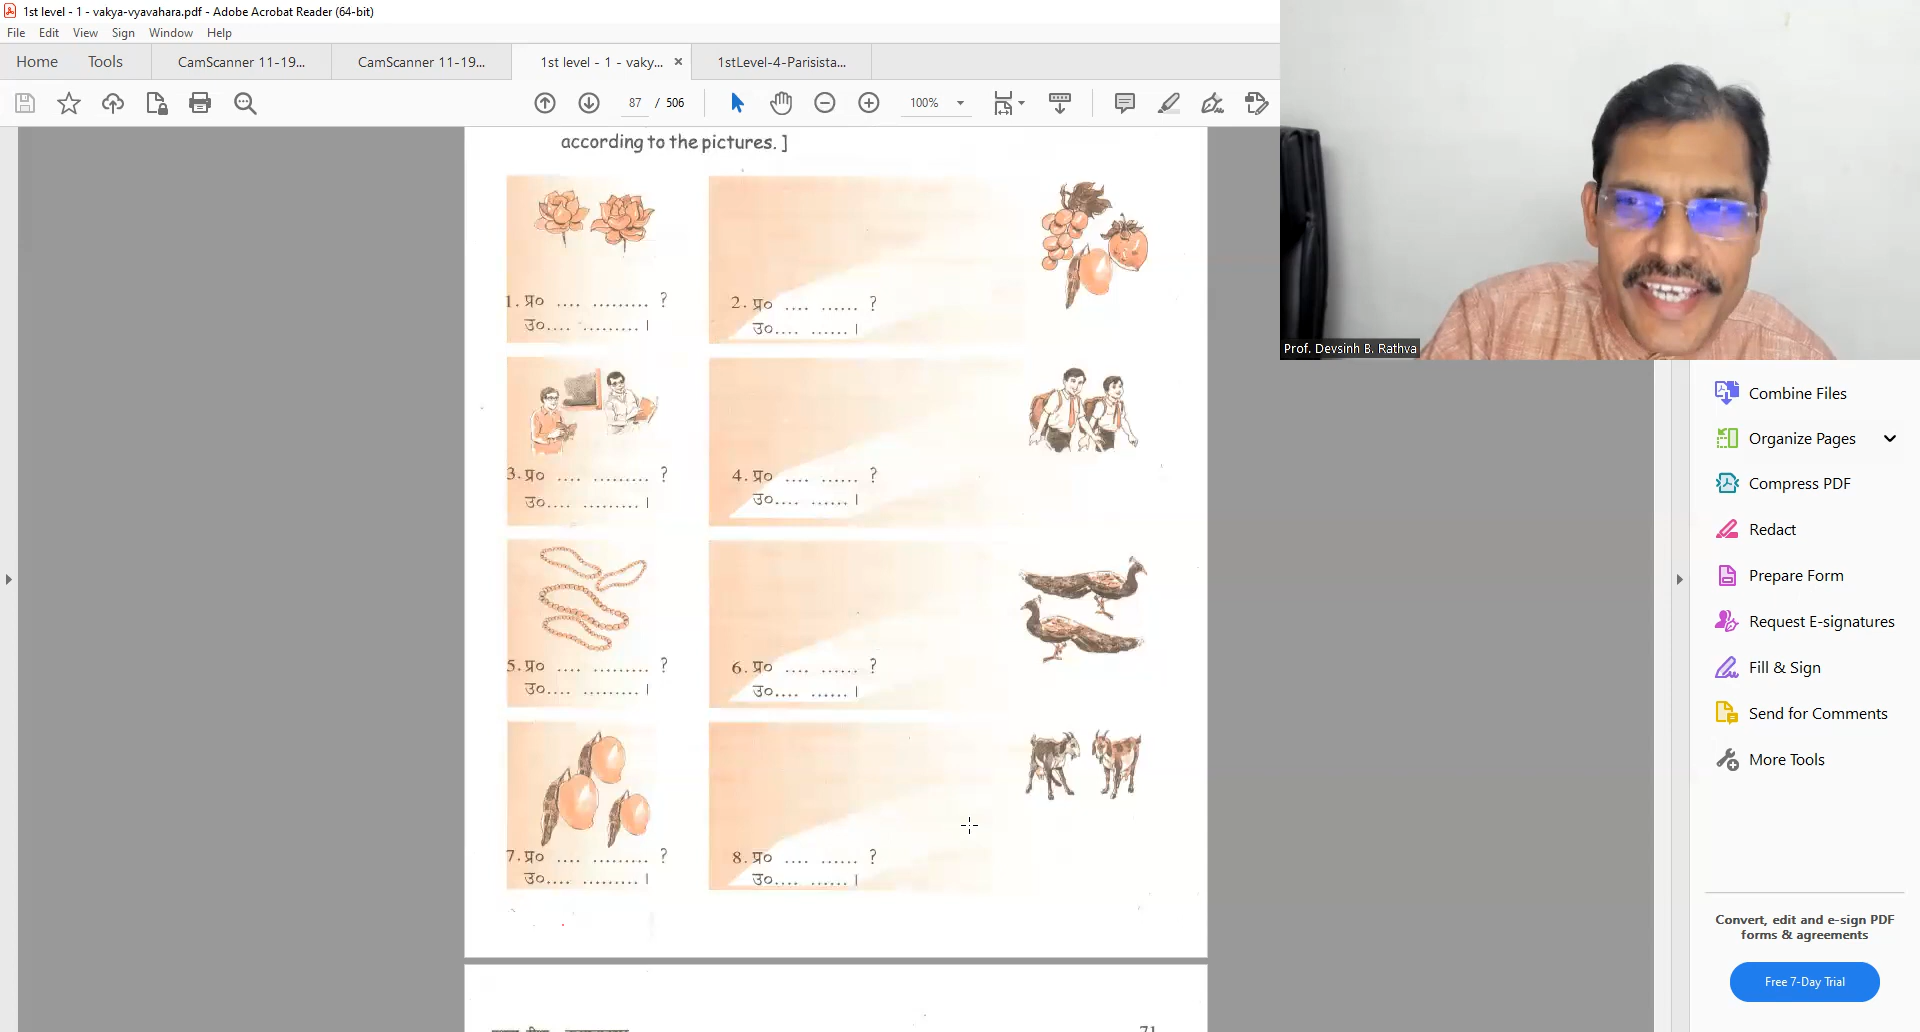 1st level - 1 - vakya-vyavahara.pdf - Adobe Acrobat Reader (64-bit)
File Edit View Sign Window Help
Home Tools CamScanner 11-19... CamScanner 11-19... 1st level - 1 - vaky... 1stLevel-4-Parisista...
87 / 506 100%
according to the pictures. ]
1. प्र० .... ......... ?
उ०.... ......... ।
2. प्र० .... ...... ?
उ०.... ...... ।
3. प्र० .... ......... ?
उ०.... ......... ।
4. प्र० .... ...... ?
उ०.... ...... ।
5. प्र० .... ......... ?
उ०.... ......... ।
6. प्र० .... ...... ?
उ०.... ...... ।
7. प्र० .... ......... ?
उ०.... ......... ।
8. प्र० .... ...... ?
उ०.... ...... ।
Prof. Devsinh B. Rathva
Combine Files
Organize Pages
Compress PDF
Redact
Prepare Form
Request E-signatures
Fill & Sign
Send for Comments
More Tools
Convert, edit and e-sign PDF
forms & agreements
Free 7-Day Trial